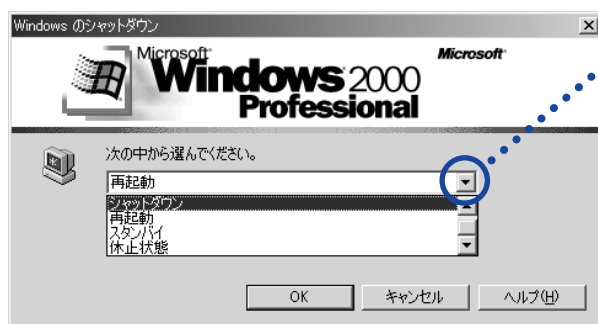 Windows のシャットダウン
Microsoft
Windows 2000
Professional
Microsoft
次の中から選んでください。
再起動
シャットダウン
再起動
スタンバイ
休止状態
OK
キャンセル
ヘルプ(H)